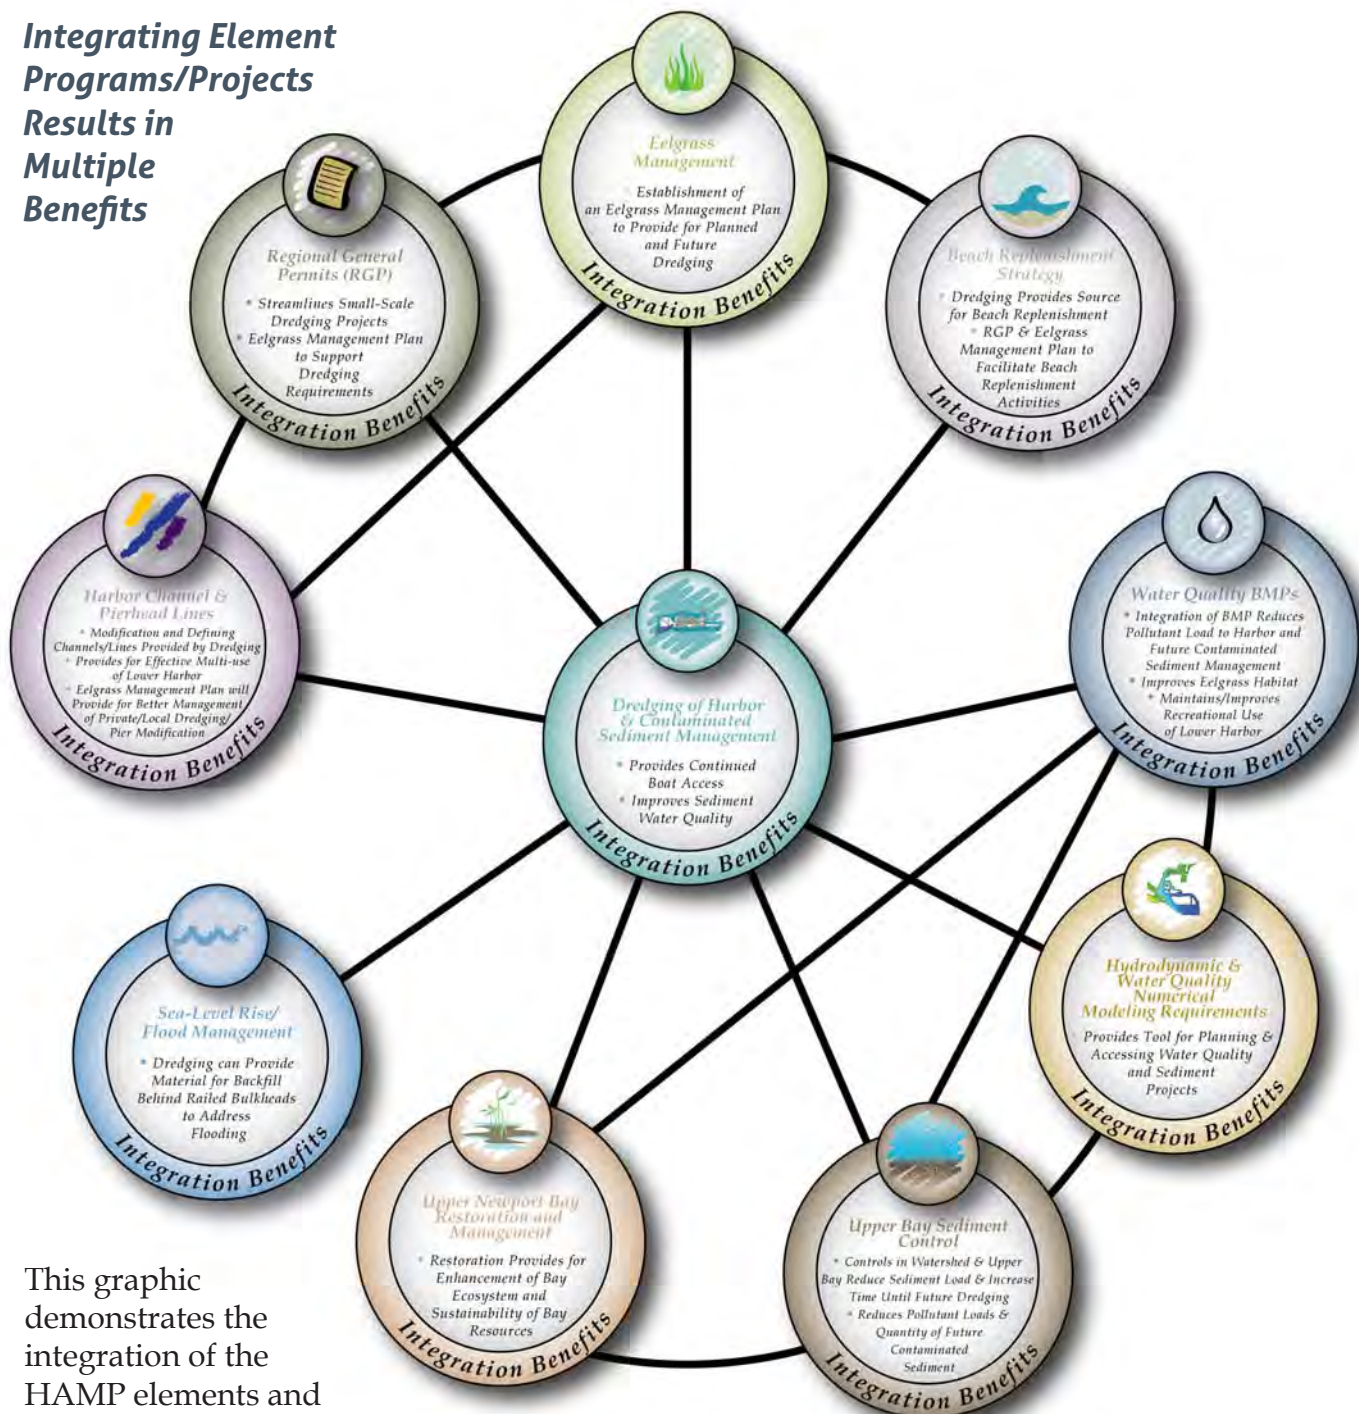 Integrating Element
Programs/Projects
Results in
Multiple
Benefits
Eelgrass
Management
Establishment of
an Eelgrass Management Plan
to Provide for Planned
and Future
Dredging
Integration Benefits
Regional General
Permits (RGP)
* Streamlines Small-Scale
Dredging Projects
* Eelgrass Management Plan
to Support
Dredging
Requirements
Integration Benefits
Beach Replenishment
Strategy
* Dredging Provides Source
for Beach Replenishment
* RGP & Eelgrass
Management Plan to
Facilitate Beach
Replenishment
Activities
Integration Benefits
Harbor Channel &
Pierhead Lines
* Modification and Defining
Channels/Lines Provided by Dredging
* Provides for Effective Multi-use
of Lower Harbor
* Eelgrass Management Plan will
Provide for Better Management
of Private/Local Dredging/
Pier Modification
Integration Benefits
Water Quality BMPs
* Integration of BMP Reduces
Pollutant Load to Harbor and
Future Contaminated
Sediment Management
* Improves Eelgrass Habitat
* Maintains/Improves
Recreational Use
of Lower Harbor
Integration Benefits
Dredging of Harbor
& Contaminated
Sediment Management
* Provides Continued
Boat Access
* Improves Sediment
Water Quality
Integration Benefits
Hydrodynamic &
Water Quality
Numerical
Modeling Requirements
Provides Tool for Planning &
Accessing Water Quality
and Sediment
Projects
Integration Benefits
Sea-Level Rise/
Flood Management
* Dredging can Provide
Material for Backfill
Behind Railed Bulkheads
to Address
Flooding
Integration Benefits
Upper Newport Bay
Restoration and
Management
* Restoration Provides for
Enhancement of Bay
Ecosystem and
Sustainability of Bay
Resources
Integration Benefits
Upper Bay Sediment
Control
* Controls in Watershed & Upper
Bay Reduce Sediment Load & Increase
Time Until Future Dredging
* Reduces Pollutant Loads &
Quantity of Future
Contaminated
Sediment
Integration Benefits
This graphic
demonstrates the
integration of the
HAMP elements and